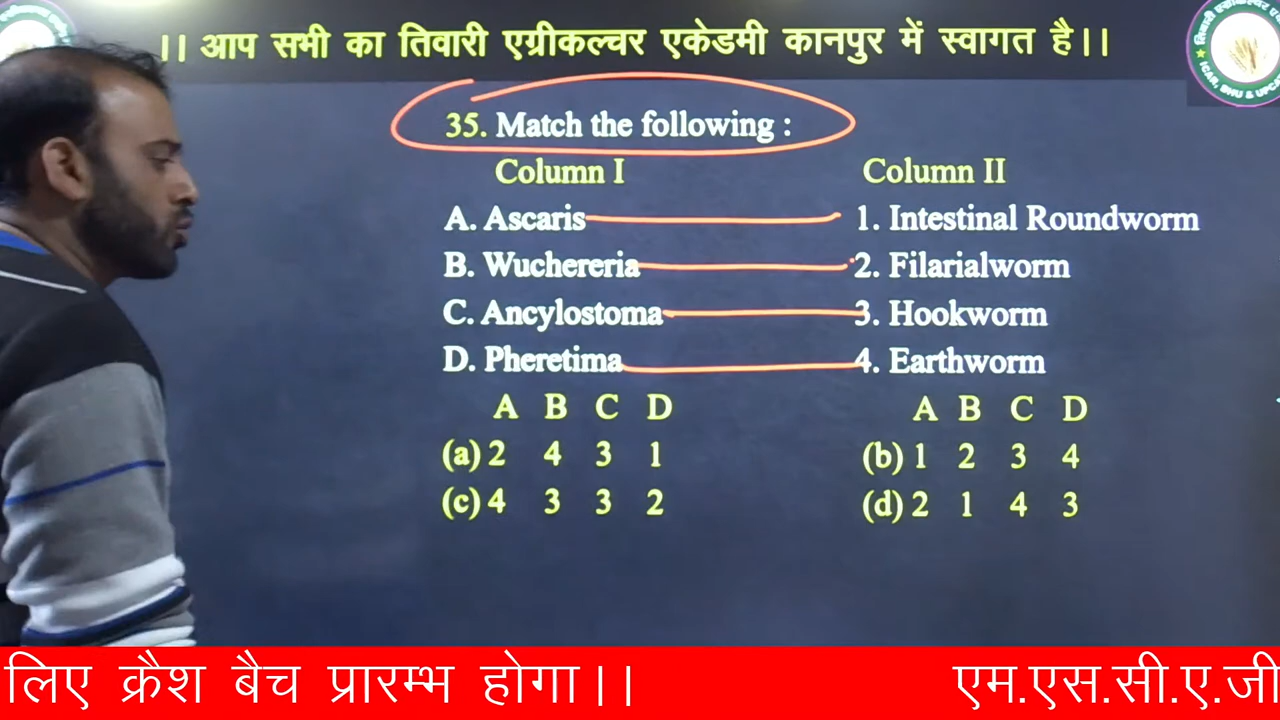 ।। आप सभी का तिवारी एग्रीकल्चर एकेडमी कानपुर में स्वागत है।।
35. Match the following :
Column I Column II
A. Ascaris 1. Intestinal Roundworm
B. Wuchereria 2. Filarialworm
C. Ancylostoma 3. Hookworm
D. Pheretima 4. Earthworm
A B C D A B C D
(a) 2 4 3 1 (b) 1 2 3 4
(c) 4 3 3 2 (d) 2 1 4 3
लिए क्रैश बैच प्रारम्भ होगा।। एम.एस.सी.ए.जी